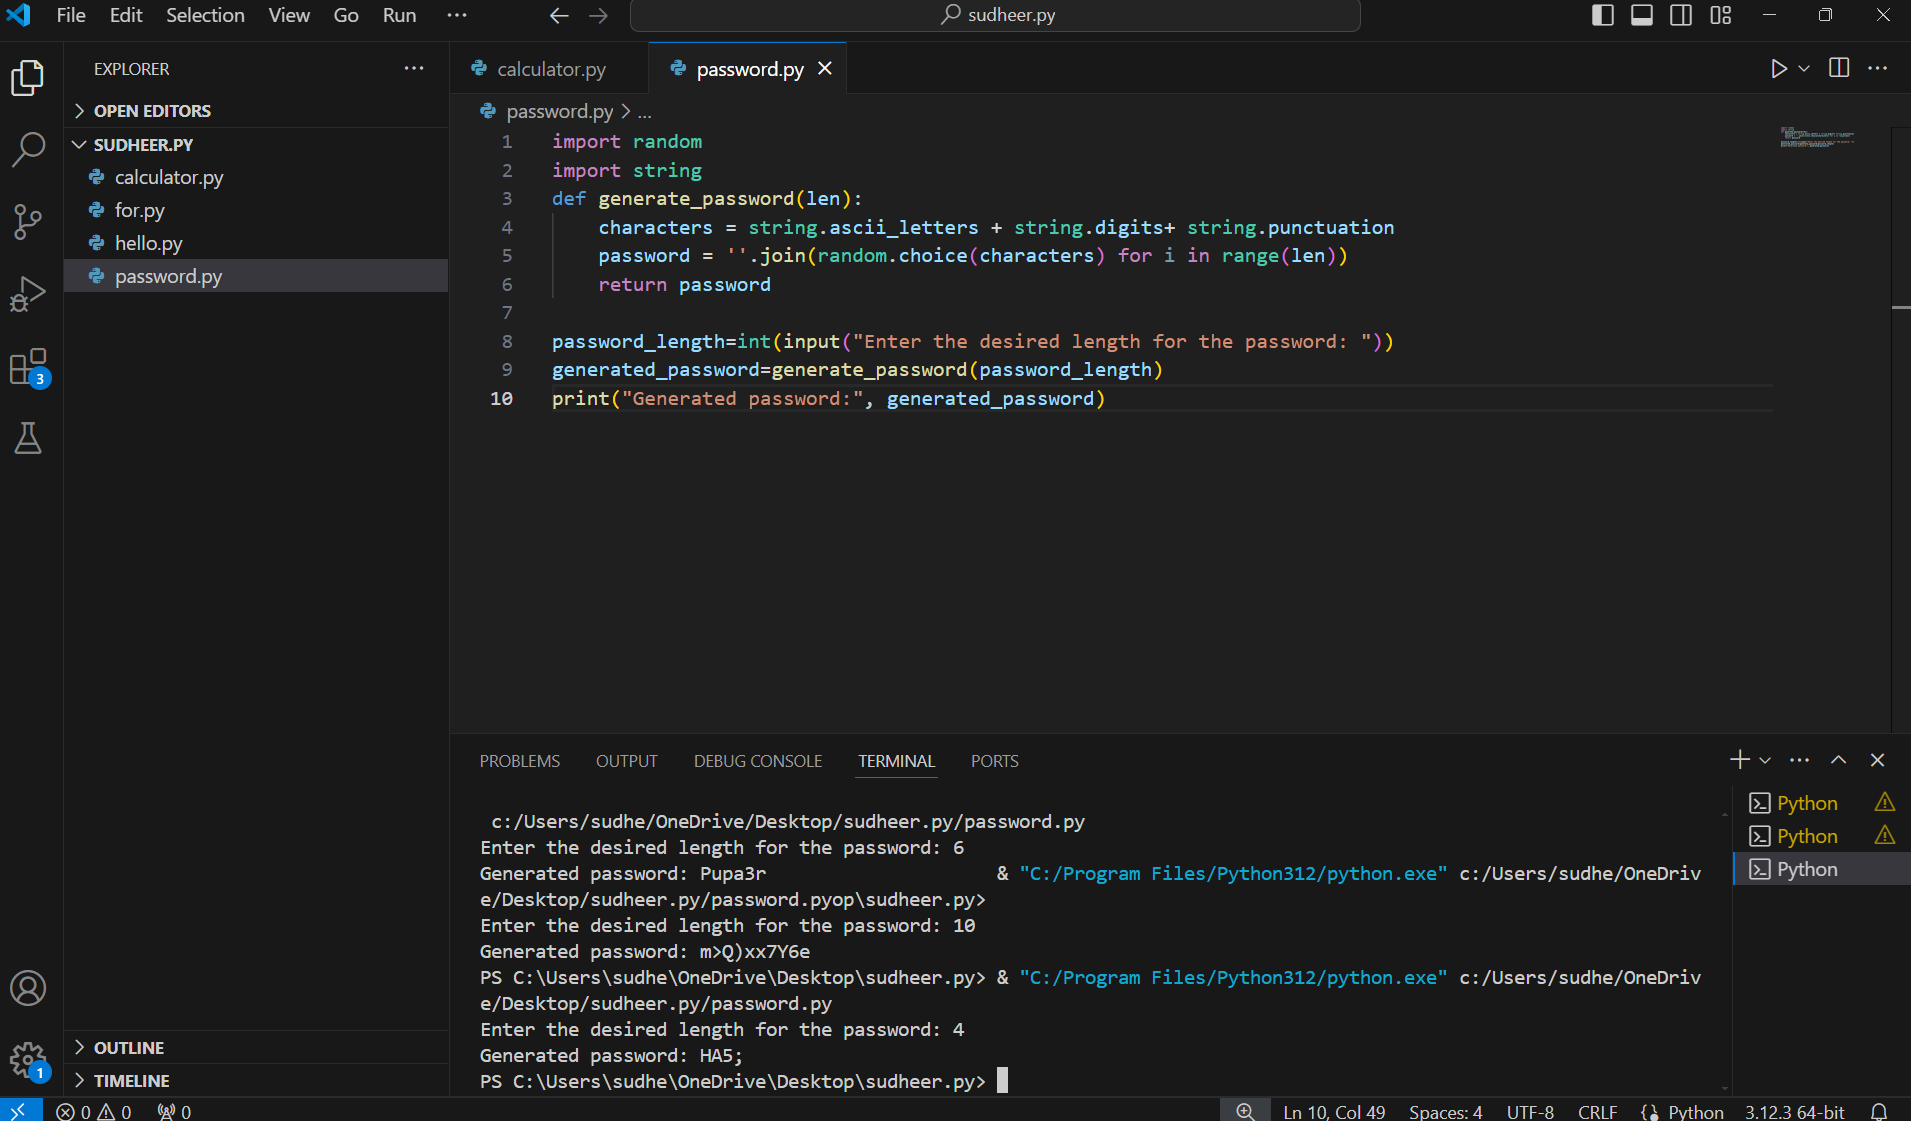 File Edit Selection View Go Run ··· ← → sudheer.py
EXPLORER ···
OPEN EDITORS
SUDHEER.PY
calculator.py
for.py
hello.py
password.py
OUTLINE
TIMELINE
3
1
calculator.py password.py
password.py > ...
1 import random
2 import string
3 def generate_password(len):
4     characters = string.ascii_letters + string.digits+ string.punctuation
5     password = ''.join(random.choice(characters) for i in range(len))
6     return password
7
8 password_length=int(input("Enter the desired length for the password: "))
9 generated_password=generate_password(password_length)
10 print("Generated password:", generated_password)
PROBLEMS OUTPUT DEBUG CONSOLE TERMINAL PORTS
c:/Users/sudhe/OneDrive/Desktop/sudheer.py/password.py
Enter the desired length for the password: 6
Generated password: Pupa3r & "C:/Program Files/Python312/python.exe" c:/Users/sudhe/OneDriv
e/Desktop/sudheer.py/password.pyop\sudheer.py>
Enter the desired length for the password: 10
Generated password: m>Q)xx7Y6e
PS C:\Users\sudhe\OneDrive\Desktop\sudheer.py> & "C:/Program Files/Python312/python.exe" c:/Users/sudhe/OneDriv
e/Desktop/sudheer.py/password.py
Enter the desired length for the password: 4
Generated password: HA5;
PS C:\Users\sudhe\OneDrive\Desktop\sudheer.py>
Python
Python
Python
0 0 0 Ln 10, Col 49 Spaces: 4 UTF-8 CRLF Python 3.12.3 64-bit